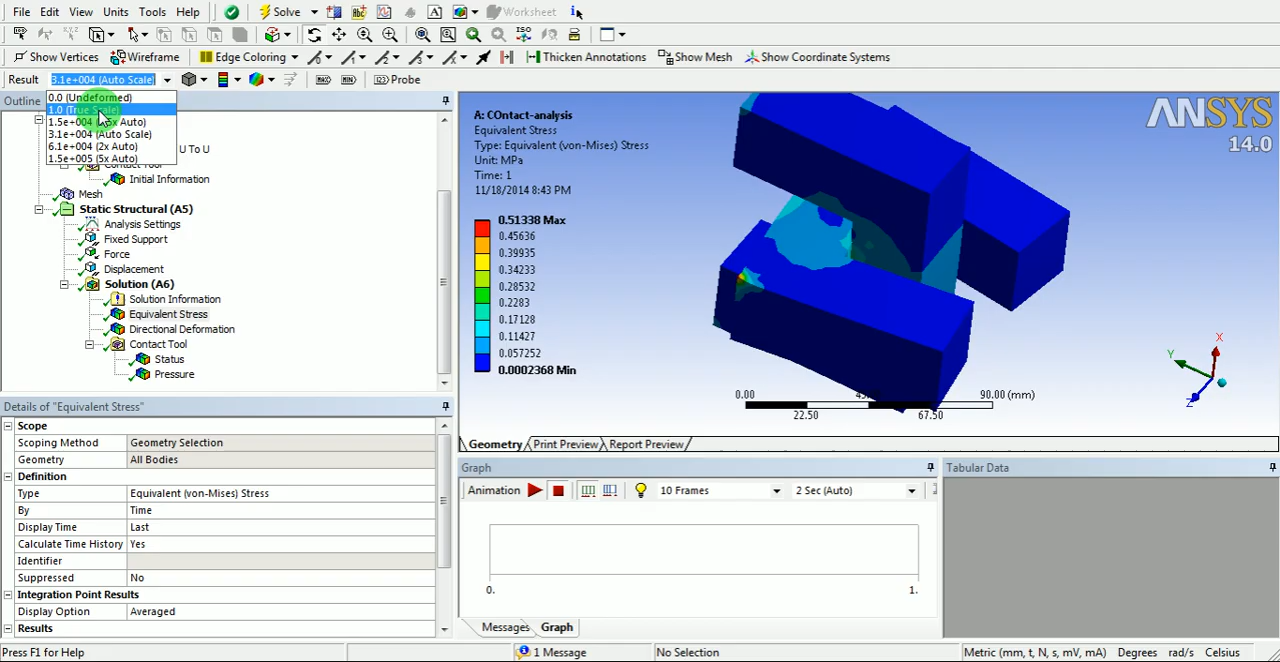 File Edit View Units Tools Help Solve Worksheet
Show Vertices Wireframe Edge Coloring Thicken Annotations Show Mesh Show Coordinate Systems
Result 3.1e+004 (Auto Scale) Probe
0.0 (Undeformed)
1.0 (True Scale)
3.1e+004 (Auto Scale)
6.1e+004 (2x Auto)
1.5e+005 (5x Auto)
Outline
U To U
Contact Tool
Initial Information
Mesh
Static Structural (A5)
Analysis Settings
Fixed Support
Force
Displacement
Solution (A6)
Solution Information
Equivalent Stress
Directional Deformation
Contact Tool
Status
Pressure
A: COntact-analysis
Equivalent Stress
Type: Equivalent (von-Mises) Stress
Unit: MPa
Time: 1
11/18/2014 8:43 PM
0.51338 Max
0.45636
0.39935
0.34233
0.28531
0.2283
0.17128
0.11427
0.057252
0.0002368 Min
ANSYS
14.0
0.00
90.00 (mm)
22.50
67.50
X
Y
Z
Geometry Print Preview Report Preview
Details of "Equivalent Stress"
Scope
Scoping Method Geometry Selection
Geometry All Bodies
Definition
Type Equivalent (von-Mises) Stress
By Time
Display Time Last
Calculate Time History Yes
Identifier
Suppressed No
Integration Point Results
Display Option Averaged
Results
Graph
Animation 10 Frames 2 Sec (Auto)
0. 1.
Messages Graph
Tabular Data
Press F1 for Help 1 Message No Selection Metric (mm, t, N, s, mV, mA) Degrees rad/s Celsius